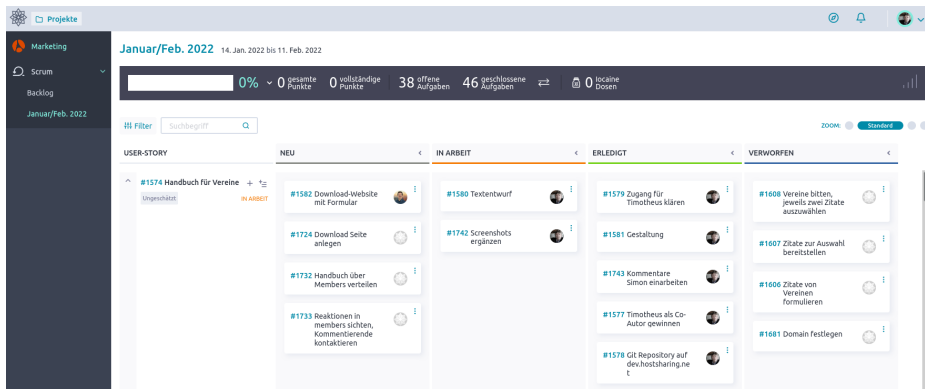 Projekte
Marketing
Scrum
Backlog
Januar/Feb. 2022
Januar/Feb. 2022 14. Jan. 2022 bis 11. Feb. 2022
0% 0 gesamte Punkte 0 vollständige Punkte 38 offene Aufgaben 46 geschlossene Aufgaben 0 locaine Dosen
Filter Suchbegriff ZOOM: Standard
USER-STORY NEU IN ARBEIT ERLEDIGT VERWORFEN
#1574 Handbuch für Vereine
Ungeschätzt IN ARBEIT
#1582 Download-Website
mit Formular
#1724 Download Seite
anlegen
#1732 Handbuch über
Members verteilen
#1733 Reaktionen in
members sichten,
Kommentierende
kontaktieren
#1580 Textentwurf
#1742 Screenshots
ergänzen
#1579 Zugang für
Timotheus klären
#1581 Gestaltung
#1743 Kommentare
Simon einarbeiten
#1577 Timotheus als Co-
Autor gewinnen
#1578 Git Repository auf
dev.hostsharing.ne
t
#1608 Vereine bitten,
jeweils zwei Zitate
auszuwählen
#1607 Zitate zur Auswahl
bereitstellen
#1606 Zitate von
Vereinen
formulieren
#1681 Domain festlegen